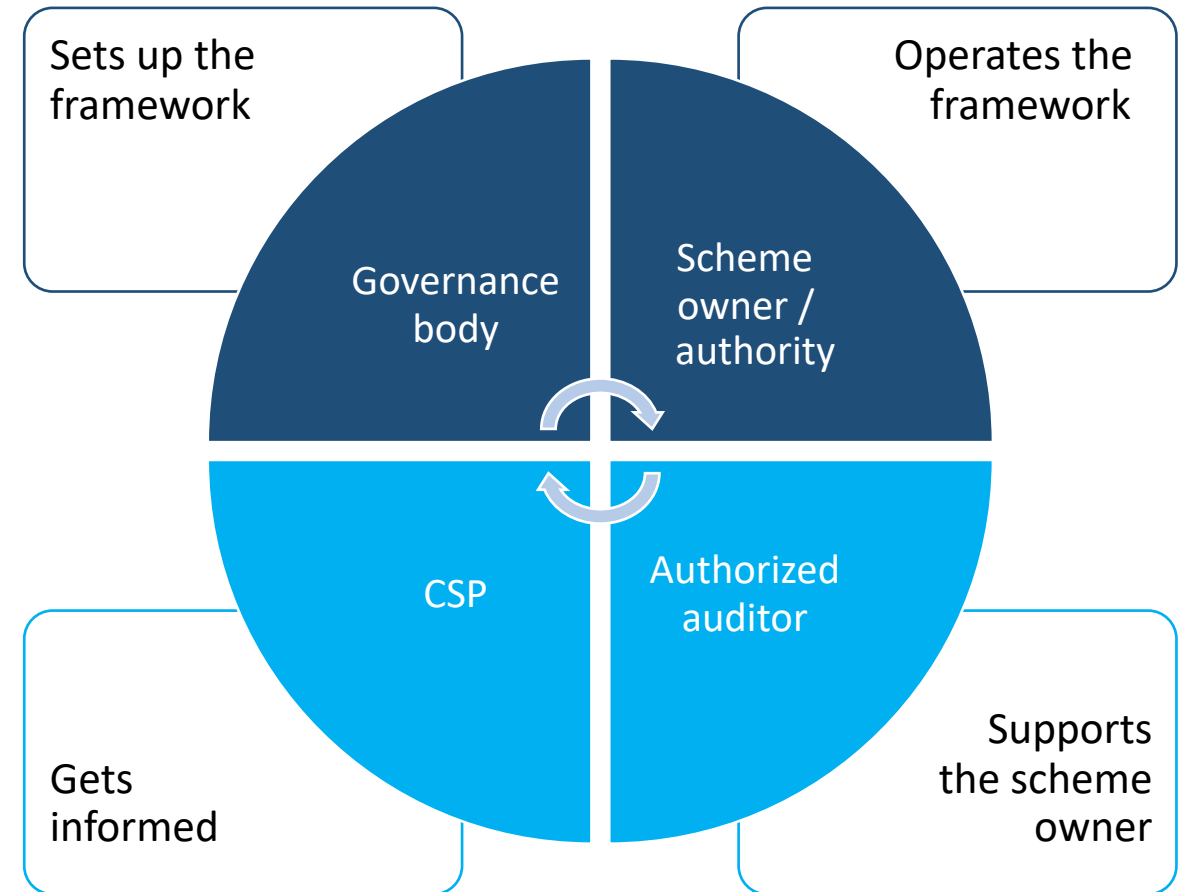 Sets up the
framework
Operates the
framework
Governance
body
Scheme
owner /
authority
CSP
Authorized
auditor
Gets
informed
Supports
the scheme
owner